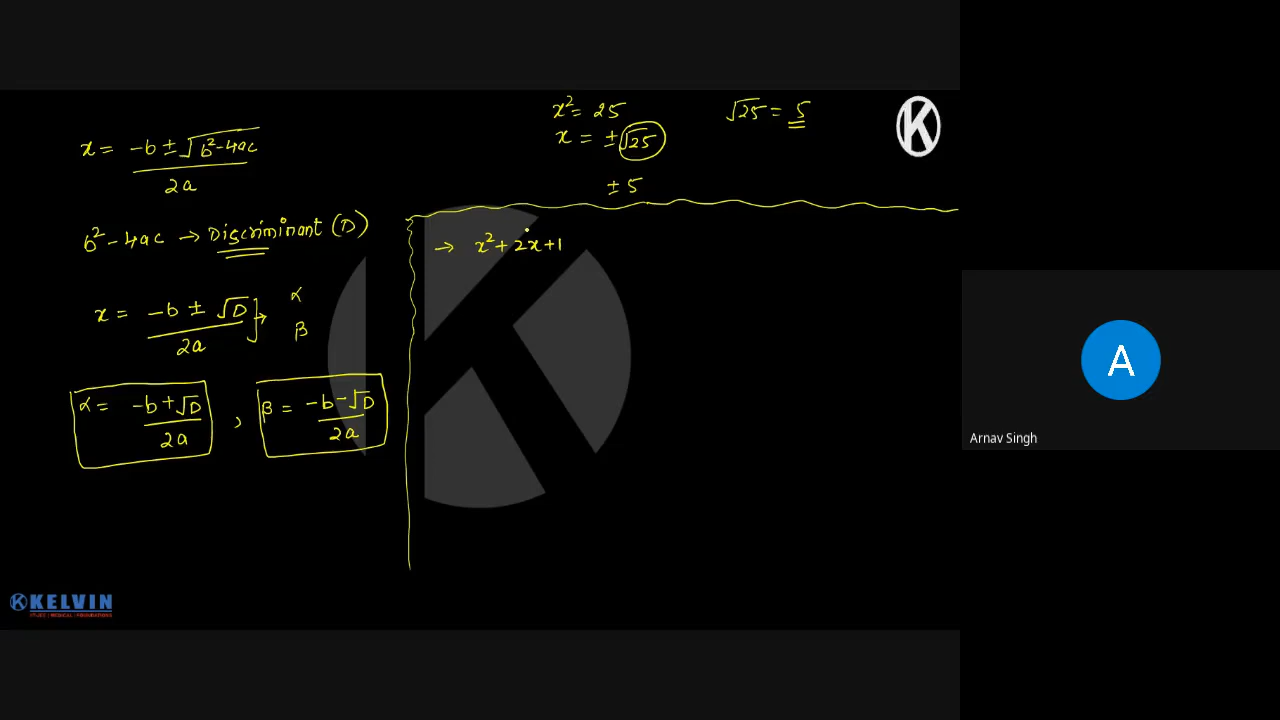 x = -b ± √(b² - 4ac) / 2a
b² - 4ac → Discriminant (D)
x = -b ± √D / 2a } → α β
α = -b + √D / 2a , β = -b - √D / 2a
x² = 25
√25 = 5
x = ± √25
± 5
→ x² + 2x + 1
K
A
Arnav Singh
KELVIN